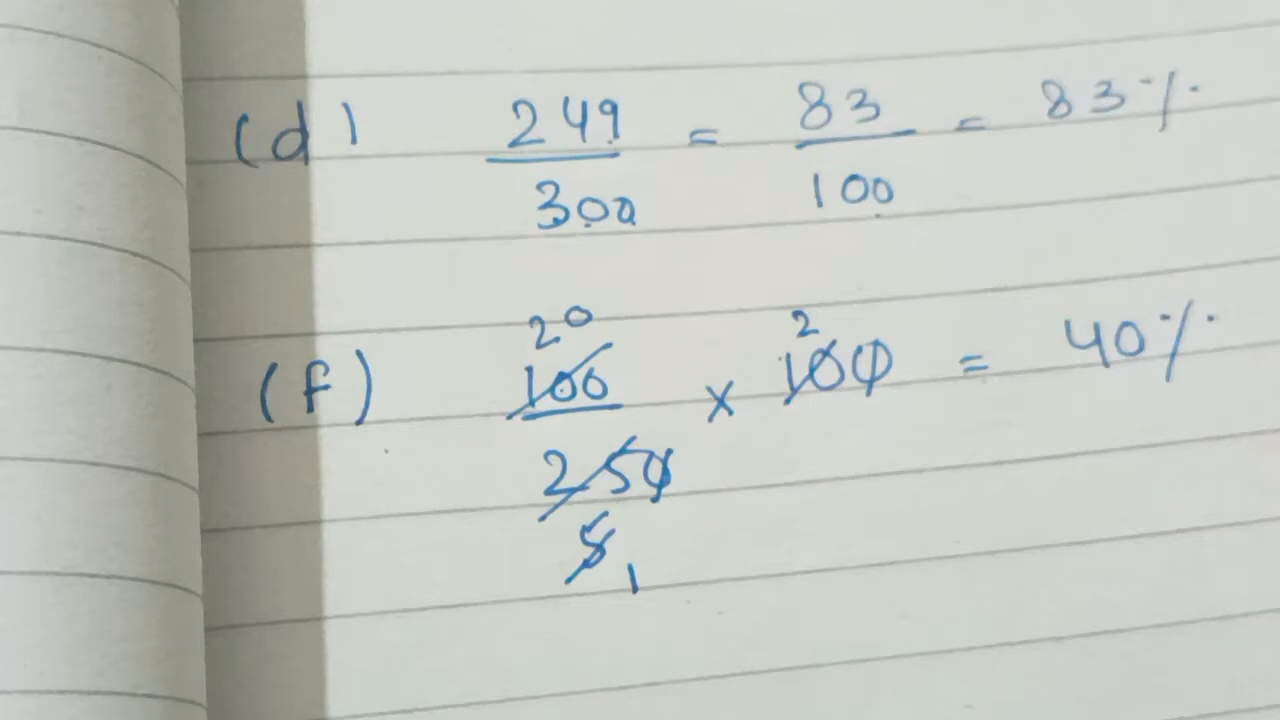 (d) 249/300 = 83/100 = 83%
20 2
(f) 100/250 × 100 = 40%
5 1